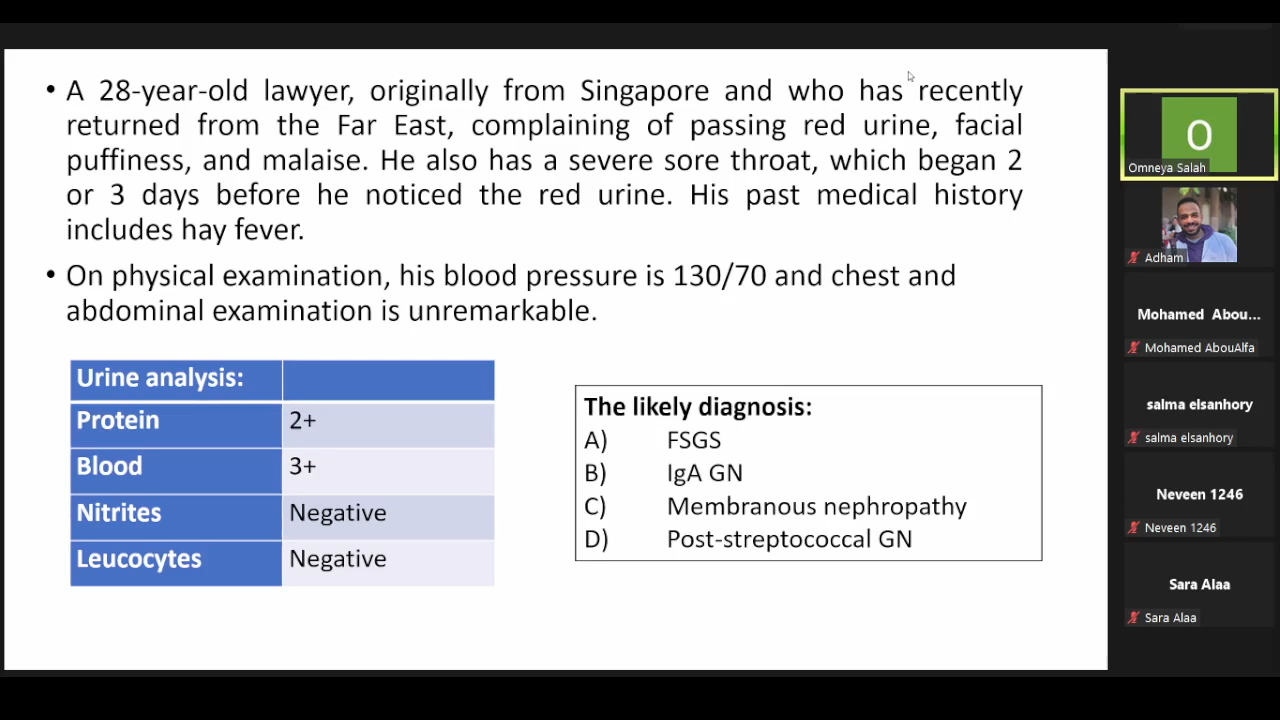 • A 28-year-old lawyer, originally from Singapore and who has recently
returned from the Far East, complaining of passing red urine, facial
puffiness, and malaise. He also has a severe sore throat, which began 2
or 3 days before he noticed the red urine. His past medical history
includes hay fever.
• On physical examination, his blood pressure is 130/70 and chest and
abdominal examination is unremarkable.
Urine analysis:
Protein 2+
Blood 3+
Nitrites Negative
Leucocytes Negative
The likely diagnosis:
A) FSGS
B) IgA GN
C) Membranous nephropathy
D) Post-streptococcal GN
O
Omneya Salah
Adham
Mohamed Abou...
Mohamed AbouAlfa
salma elsanhory
salma elsanhory
Neveen 1246
Neveen 1246
Sara Alaa
Sara Alaa